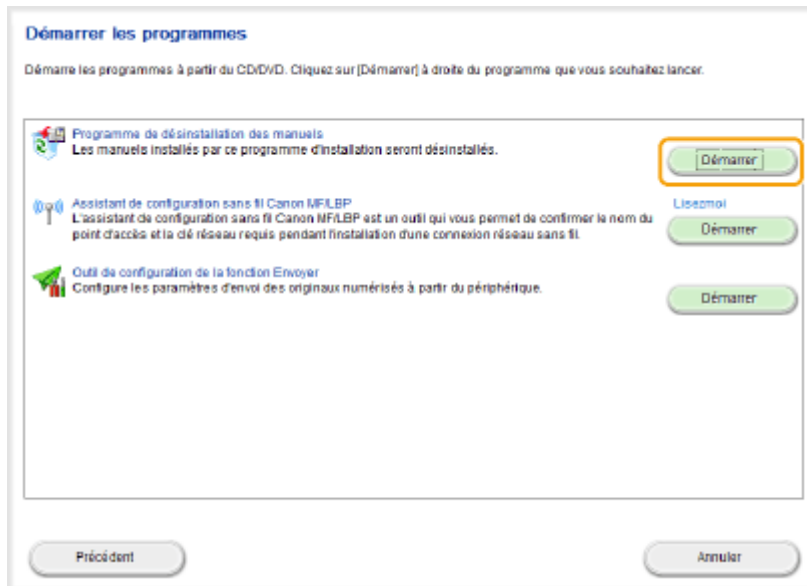 Démarrer les programmes
Démarre les programmes à partir du CD/DVD. Cliquez sur [Démarrer] à droite du programme que vous souhaitez lancer.
Programme de désinstallation des manuels
Les manuels installés par ce programme d'installation seront désinstallés.
Démarrer
Assistant de configuration sans fil Canon MF/LBP
Lisezmoi
L'assistant de configuration sans fil Canon MF/LBP est un outil qui vous permet de confirmer le nom du
point d'accès et la clé réseau requis pendant l'installation d'une connexion réseau sans fil.
Démarrer
Outil de configuration de la fonction Envoyer
Configure les paramètres d'envoi des originaux numérisés à partir du périphérique.
Démarrer
Précédent
Annuler